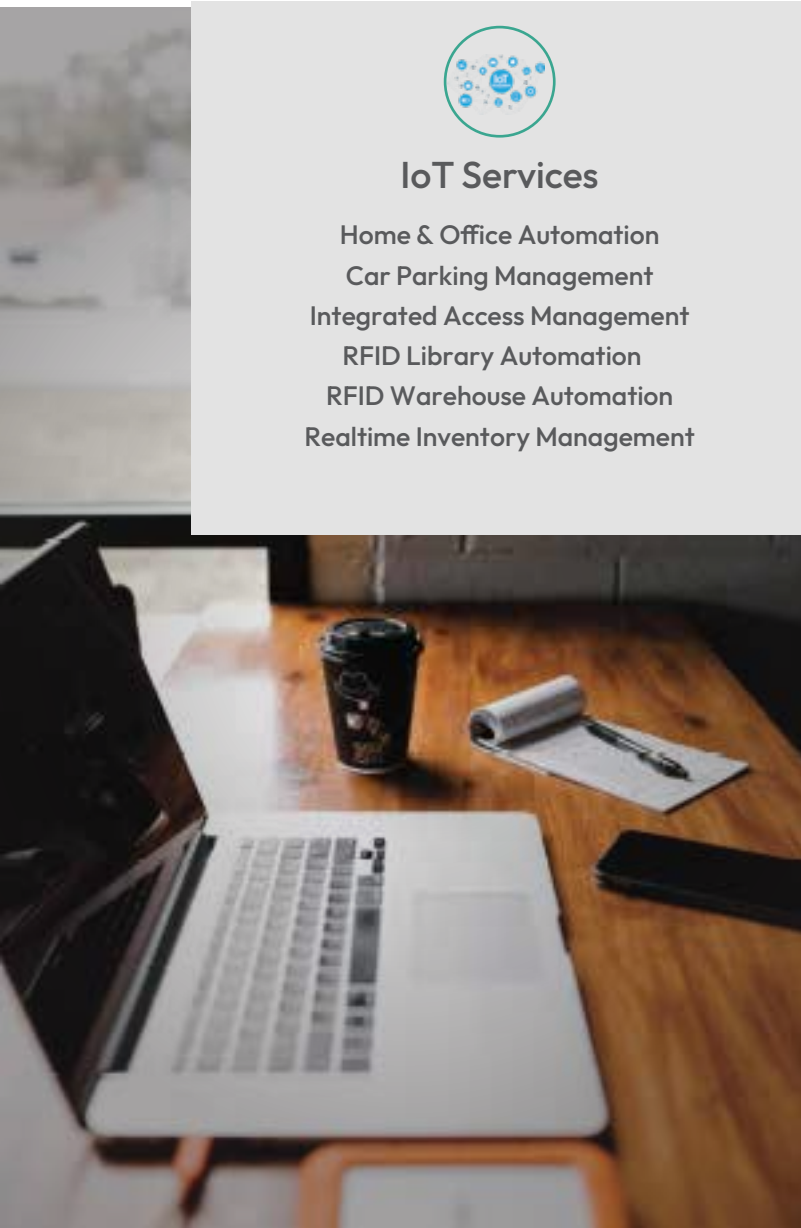 IoT
IoT Services
Home & Office Automation
Car Parking Management
Integrated Access Management
RFID Library Automation
RFID Warehouse Automation
Realtime Inventory Management